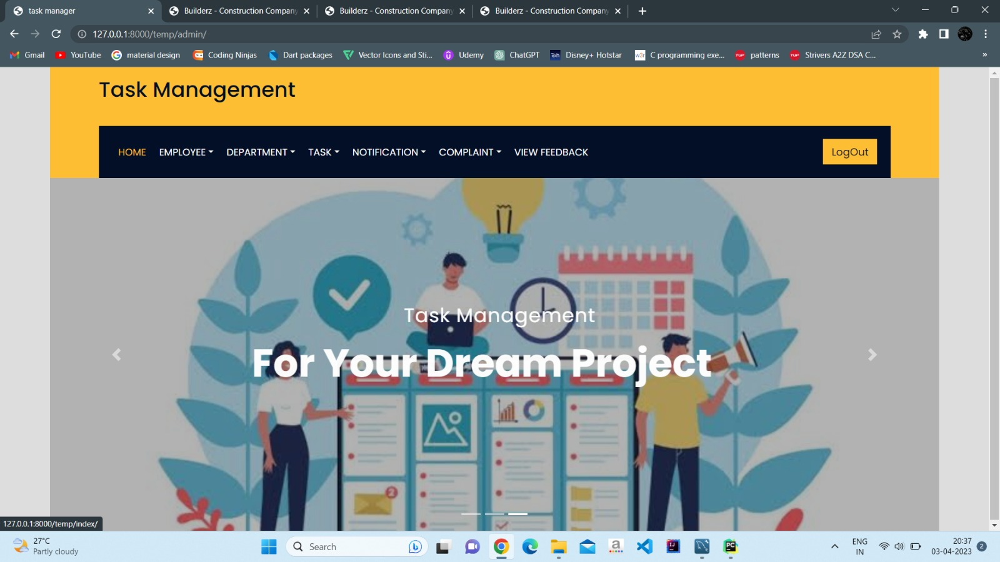 task manager
Builderz - Construction Company
Builderz - Construction Company
Builderz - Construction Company
127.0.0.1:8000/temp/admin/
Gmail
YouTube
material design
Coding Ninjas
Dart packages
Vector Icons and Sti...
Udemy
ChatGPT
Disney+ Hotstar
C programming exe...
patterns
Strivers A2Z DSA C...
Task Management
HOME EMPLOYEE DEPARTMENT TASK NOTIFICATION COMPLAINT VIEW FEEDBACK
LogOut
Task Management
For Your Dream Project
2
127.0.0.1:8000/temp/index/
27°C
Partly cloudy
Search
ENG
IN
20:37
03-04-2023
2